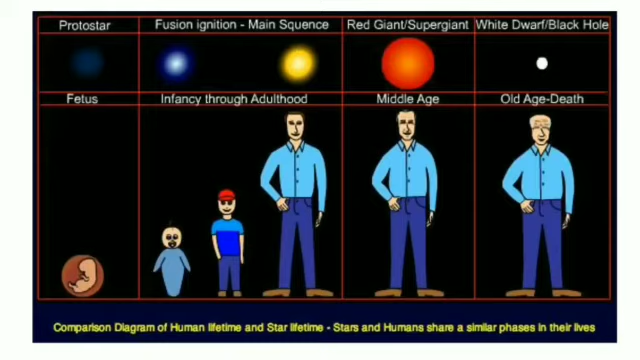 Protostar
Fusion ignition - Main Squence
Red Giant/Supergiant
White Dwarf/Black Hole
Fetus
Infancy through Adulthood
Middle Age
Old Age-Death
Comparison Diagram of Human lifetime and Star lifetime - Stars and Humans share a similar phases in their lives